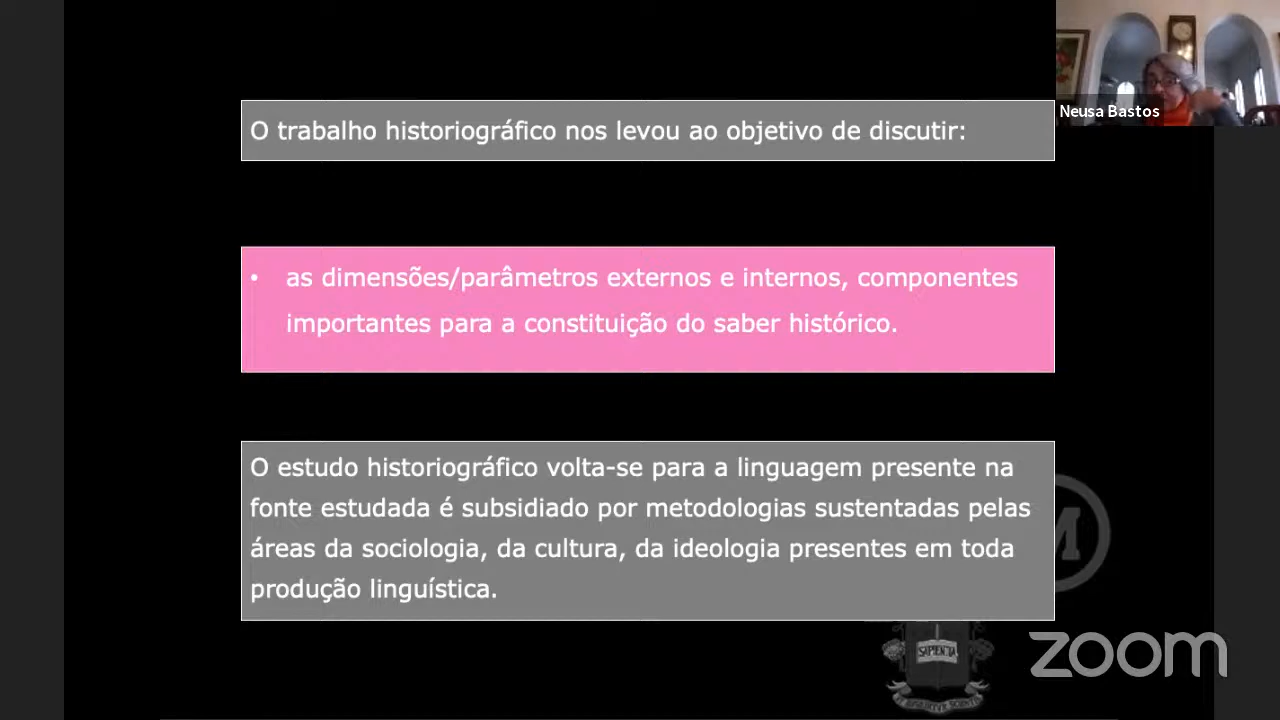 Neusa Bastos
O trabalho historiográfico nos levou ao objetivo de discutir:
• as dimensões/parâmetros externos e internos, componentes
importantes para a constituição do saber histórico.
O estudo historiográfico volta-se para a linguagem presente na
fonte estudada é subsidiado por metodologias sustentadas pelas
áreas da sociologia, da cultura, da ideologia presentes em toda
produção linguística.
M
SAPIENTIA
zoom